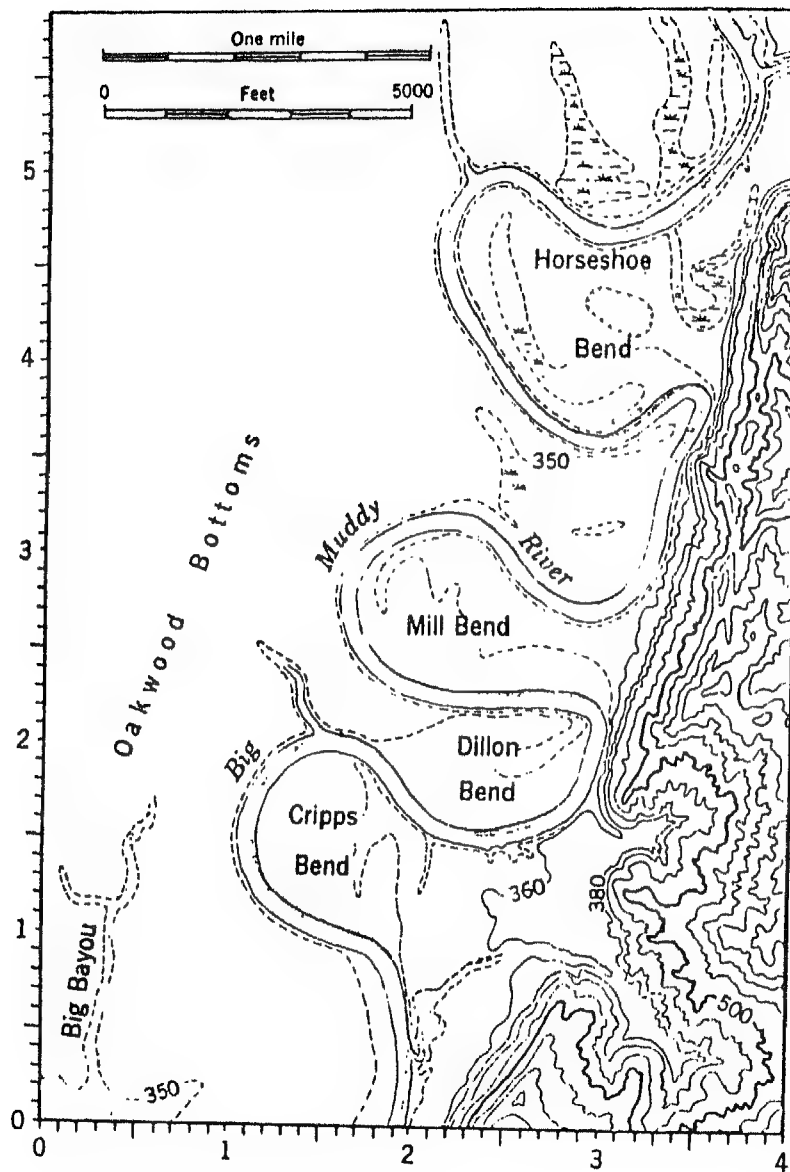 One mile
0 Feet 5000
5
Horseshoe
4
Bend
350
Oakwood Bottoms
3
Big Muddy River
Mill Bend
2
Dillon
Bend
Cripps
Bend
360
380
1
Big Bayou
500
350
0
0 1 2 3 4